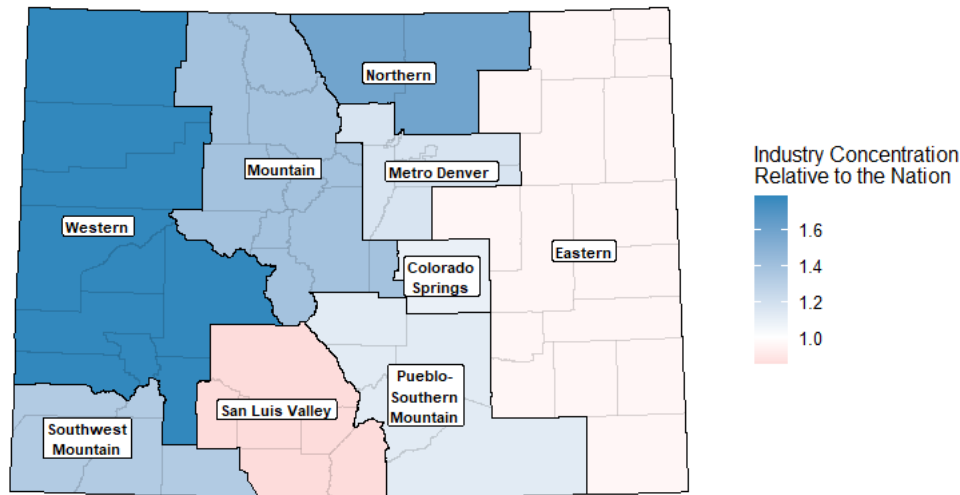 Northern
Mountain
Metro Denver
Western
Eastern
Colorado
Springs
Pueblo-
Southern
Mountain
San Luis Valley
Southwest
Mountain
Industry Concentration
Relative to the Nation
1.6
1.4
1.2
1.0